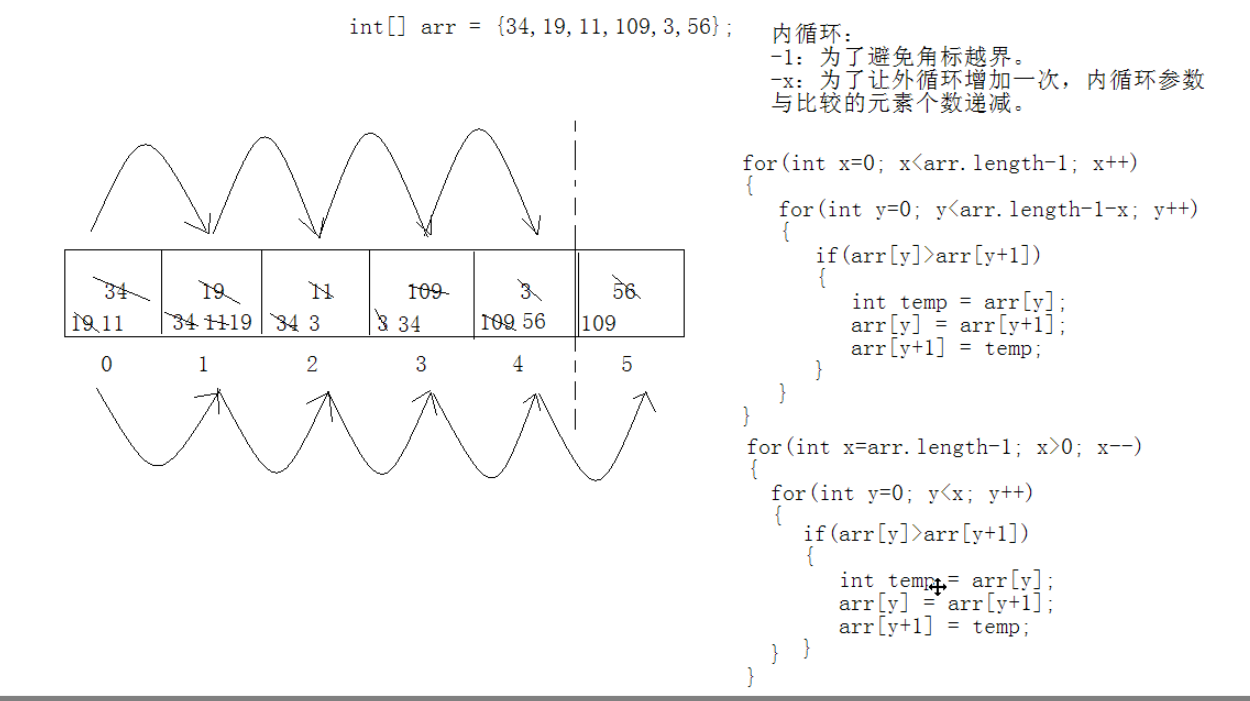 int[] arr = {34,19,11,109,3,56};
内循环:
-1: 为了避免角标越界。
-x: 为了让外循环增加一次, 内循环参数
与比较的元素个数递减。
34 19 11 109 3 56
19 11 34 11 19 34 3 3 34 109 56 109
0 1 2 3 4 5
for(int x=0; x<arr.length-1; x++)
{
for(int y=0; y<arr.length-1-x; y++)
{
if(arr[y]>arr[y+1])
{
int temp = arr[y];
arr[y] = arr[y+1];
arr[y+1] = temp;
}
}
}
for(int x=arr.length-1; x>0; x--)
{
for(int y=0; y<x; y++)
{
if(arr[y]>arr[y+1])
{
int temp = arr[y];
arr[y] = arr[y+1];
arr[y+1] = temp;
} }
}